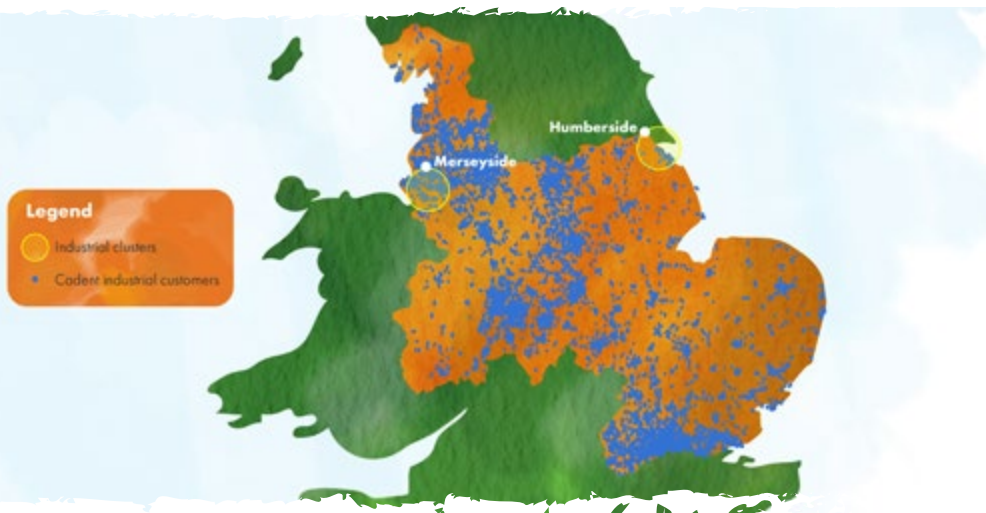 Humberside
Merseyside
Legend
Industrial clusters
Cadent industrial customers